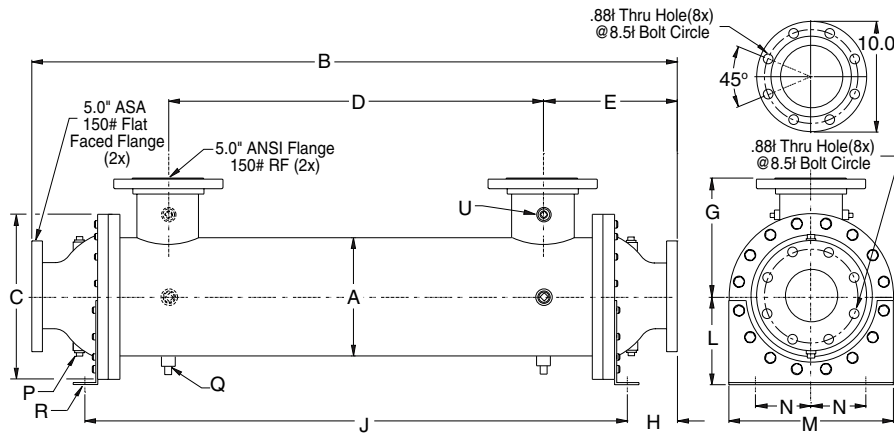 .88ł Thru Hole(8x)
@8.5ł Bolt Circle
10.0
45º
B
D
E
5.0" ASA
150# Flat
Faced Flange
(2x)
5.0" ANSI Flange
150# RF (2x)
.88ł Thru Hole(8x)
@8.5ł Bolt Circle
U
G
C
A
L
P
Q
R
J
H
N
N
M